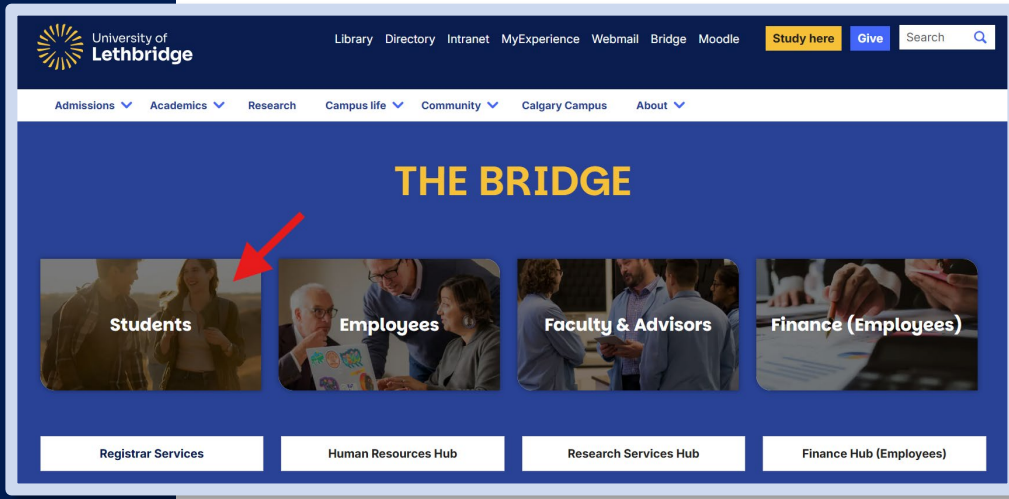 University of
Lethbridge
Library Directory Intranet MyExperience Webmail Bridge Moodle Study here Give Search
Admissions Academics Research Campus life Community Calgary Campus About
THE BRIDGE
Students Employees Faculty & Advisors Finance (Employees)
Registrar Services Human Resources Hub Research Services Hub Finance Hub (Employees)